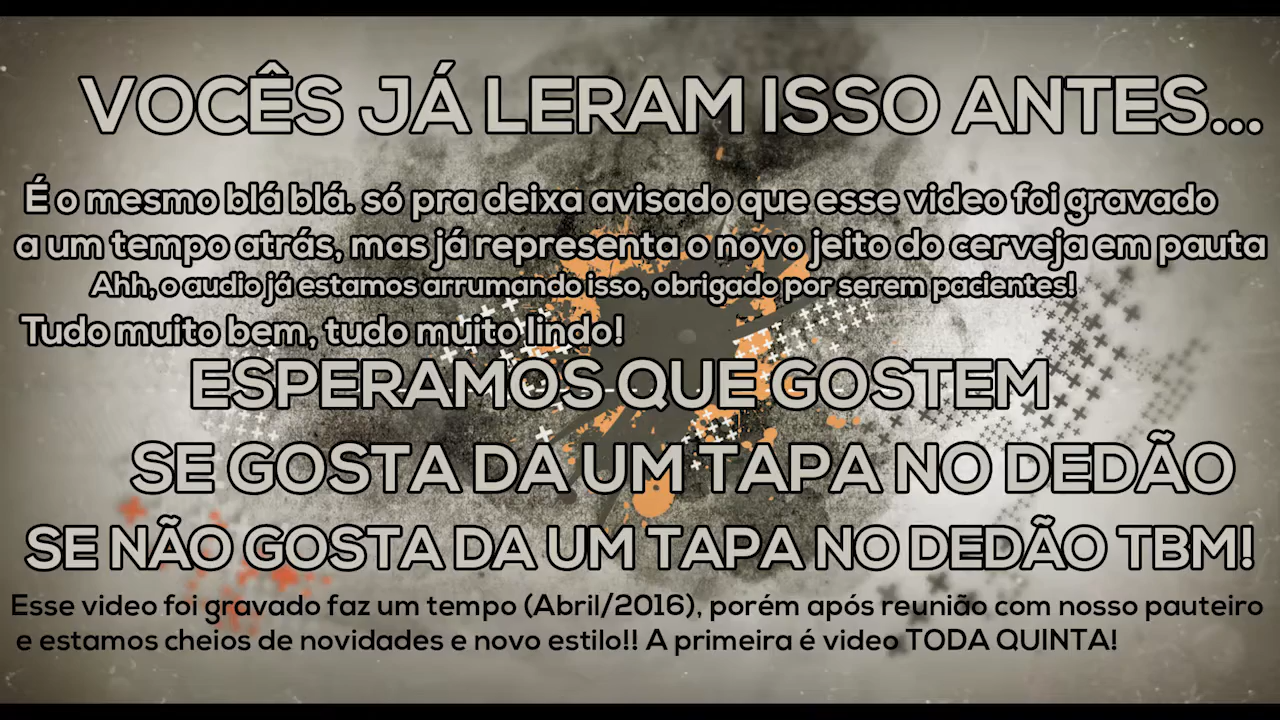 VOCÊS JÁ LERAM ISSO ANTES...
É o mesmo blá blá. só pra deixa avisado que esse video foi gravado
a um tempo atrás, mas já representa o novo jeito do cerveja em pauta
Ahh, o audio já estamos arrumando isso, obrigado por serem pacientes!
Tudo muito bem, tudo muito lindo!
ESPERAMOS QUE GOSTEM
SE GOSTA DA UM TAPA NO DEDÃO
SE NÃO GOSTA DA UM TAPA NO DEDÃO TBM!
Esse video foi gravado faz um tempo (Abril/2016), porém após reunião com nosso pauteiro
e estamos cheios de novidades e novo estilo!! A primeira é video TODA QUINTA!